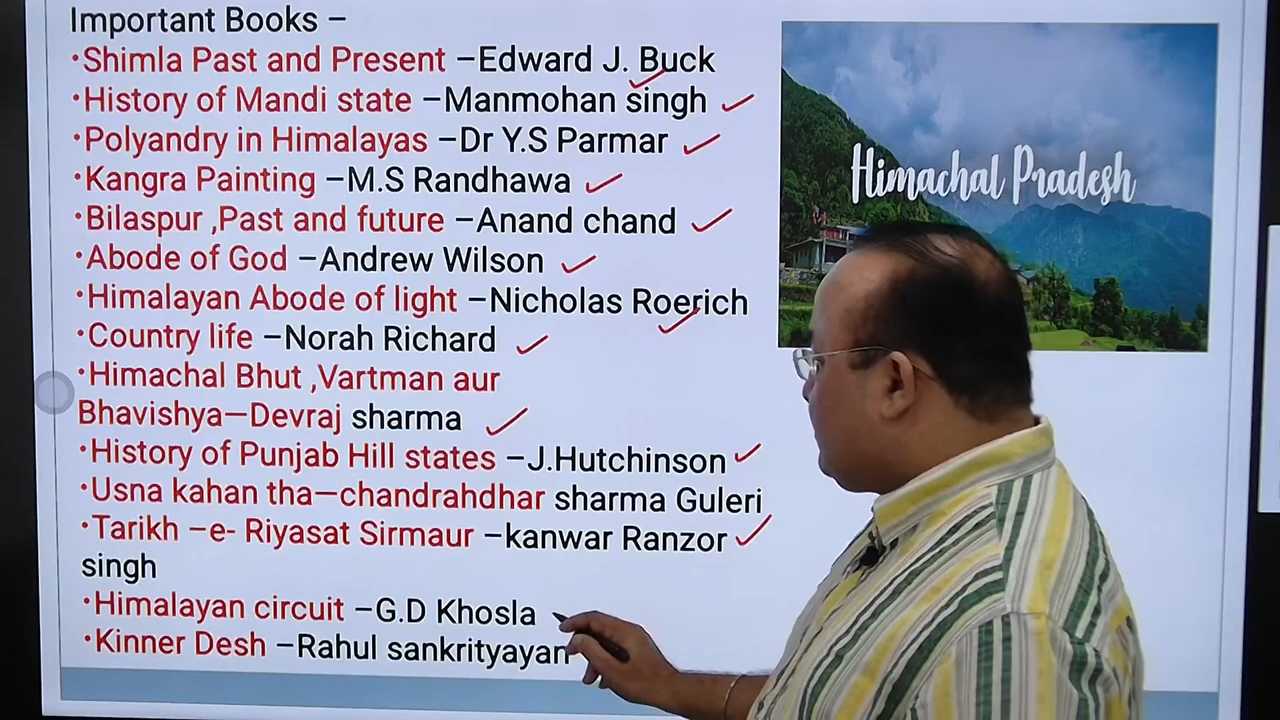 Important Books –
•Shimla Past and Present –Edward J. Buck
•History of Mandi state –Manmohan singh
•Polyandry in Himalayas –Dr Y.S Parmar
•Kangra Painting –M.S Randhawa
•Bilaspur ,Past and future –Anand chand
•Abode of God –Andrew Wilson
•Himalayan Abode of light –Nicholas Roerich
•Country life –Norah Richard
•Himachal Bhut ,Vartman aur
Bhavishya—Devraj sharma
•History of Punjab Hill states –J.Hutchinson
•Usna kahan tha—chandrahdhar sharma Guleri
•Tarikh –e- Riyasat Sirmaur –kanwar Ranzor
singh
•Himalayan circuit –G.D Khosla
•Kinner Desh –Rahul sankrityayan
Himachal Pradesh